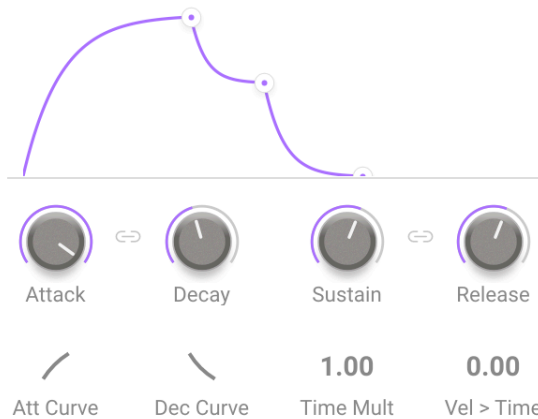 Attack Decay Sustain Release
1.00 0.00
Att Curve Dec Curve Time Mult Vel > Time